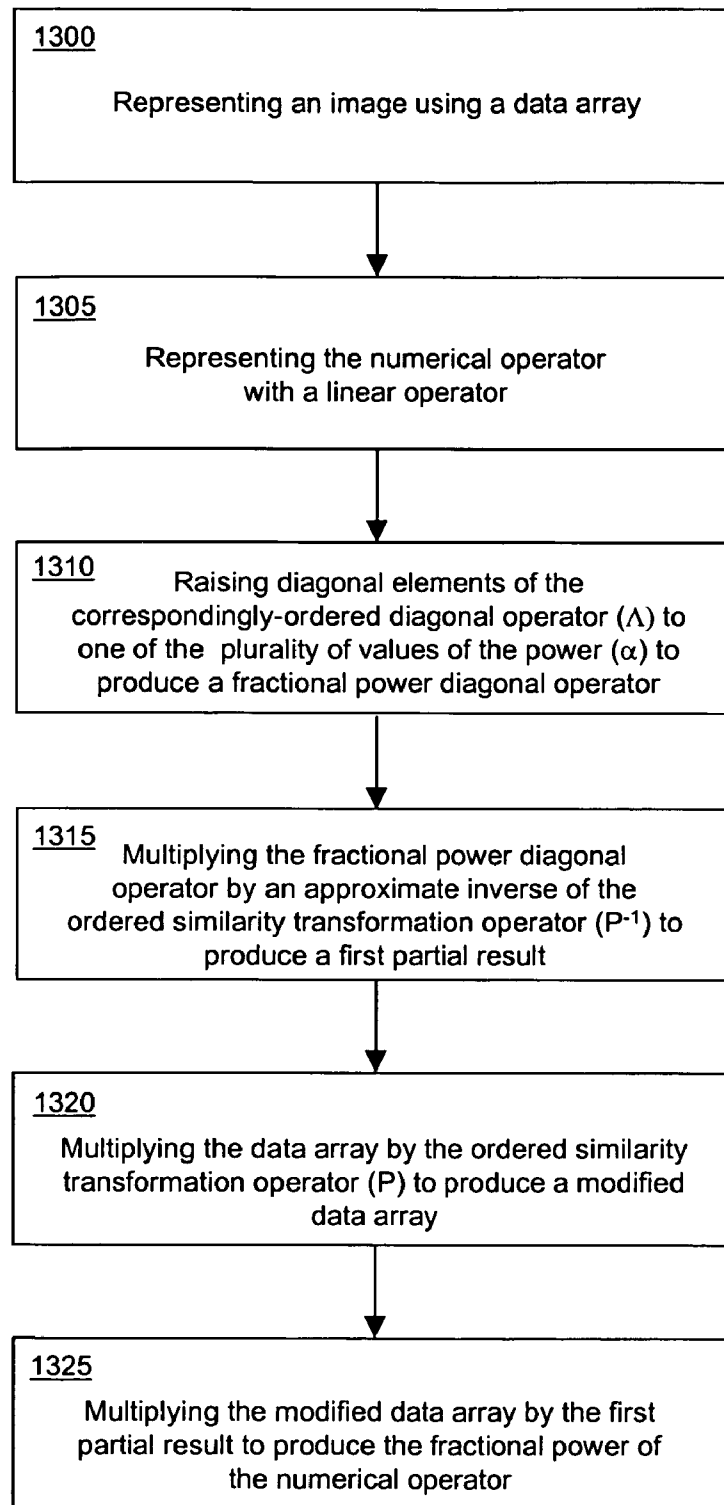 1300
Representing an image using a data array
1305
Representing the numerical operator
with a linear operator
1310
Raising diagonal elements of the
correspondingly-ordered diagonal operator (Λ) to
one of the plurality of values of the power (α) to
produce a fractional power diagonal operator
1315
Multiplying the fractional power diagonal
operator by an approximate inverse of the
ordered similarity transformation operator (P⁻¹) to
produce a first partial result
1320
Multiplying the data array by the ordered similarity
transformation operator (P) to produce a modified
data array
1325
Multiplying the modified data array by the first
partial result to produce the fractional power of
the numerical operator